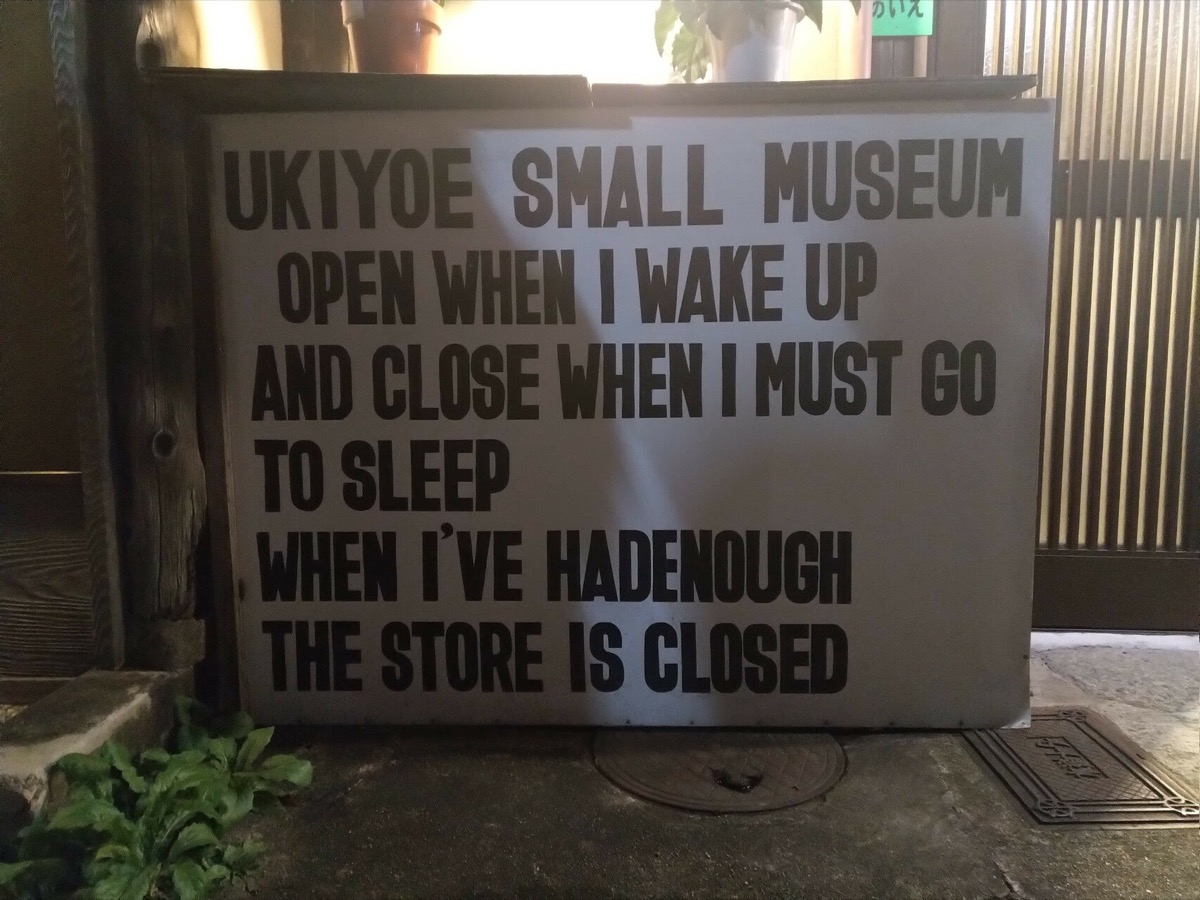 UKIYOE SMALL MUSEUM
OPEN WHEN I WAKE UP
AND CLOSE WHEN I MUST GO
TO SLEEP
WHEN I'VE HADENOUGH
THE STORE IS CLOSED